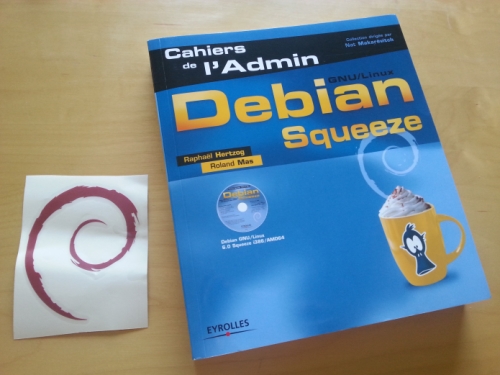 Collection dirigée par
Nat Makarévitch
Cahiers
de l'Admin
GNU/Linux
Debian
Squeeze
Raphaël Hertzog
Roland Mas
Debian
Debian GNU/Linux
6.0 Squeeze i386/AMD64
EYROLLES